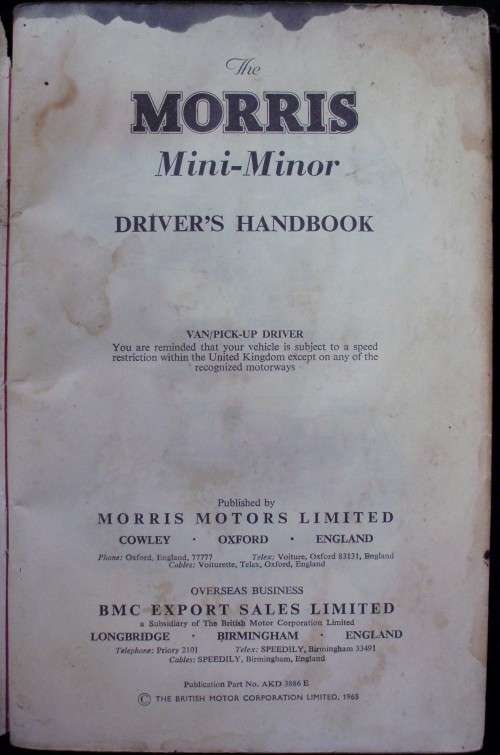 The
MORRIS
Mini-Minor
DRIVER'S HANDBOOK
VAN/PICK-UP DRIVER
You are reminded that your vehicle is subject to a speed
restriction within the United Kingdom except on any of the
recognized motorways
Published by
MORRIS MOTORS LIMITED
COWLEY · OXFORD · ENGLAND
Phone: Oxford, England, 77777 Telex: Voiture, Oxford 83131, England
Cables: Voiturette, Telex, Oxford, England
OVERSEAS BUSINESS
BMC EXPORT SALES LIMITED
a Subsidiary of The British Motor Corporation Limited
LONGBRIDGE · BIRMINGHAM · ENGLAND
Telephone: Priory 2101 Telex: SPEEDILY, Birmingham 33491
Cables: SPEEDILY, Birmingham, England
Publication Part No. AKD 3886 E
© THE BRITISH MOTOR CORPORATION LIMITED, 1965